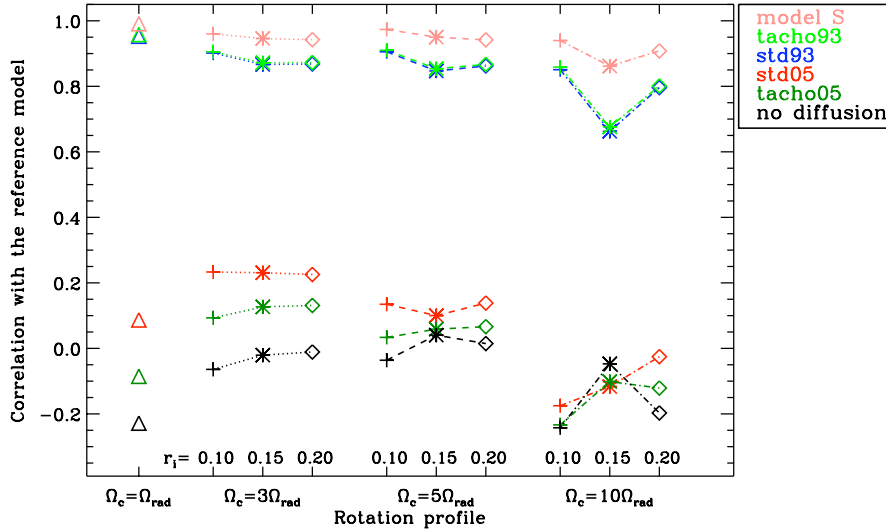 model S
tacho93
std93
std05
tacho05
no diffusion
Correlation with the reference model
1.0
0.8
0.6
0.4
0.2
0.0
−0.2
r_i= 0.10 0.15 0.20 0.10 0.15 0.20 0.10 0.15 0.20
Ω_c=Ω_rad Ω_c=3Ω_rad Ω_c=5Ω_rad Ω_c=10Ω_rad
Rotation profile